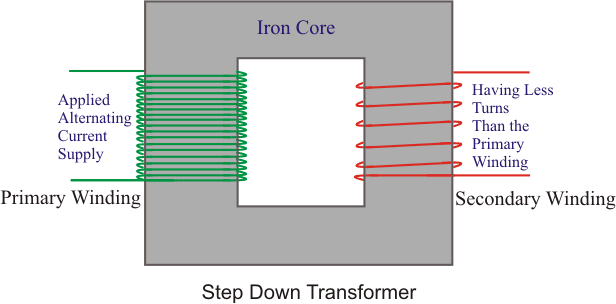 Iron Core
Applied
Alternating
Current
Supply
Having Less
Turns
Than the
Primary
Winding
Primary Winding
Secondary Winding
Step Down Transformer